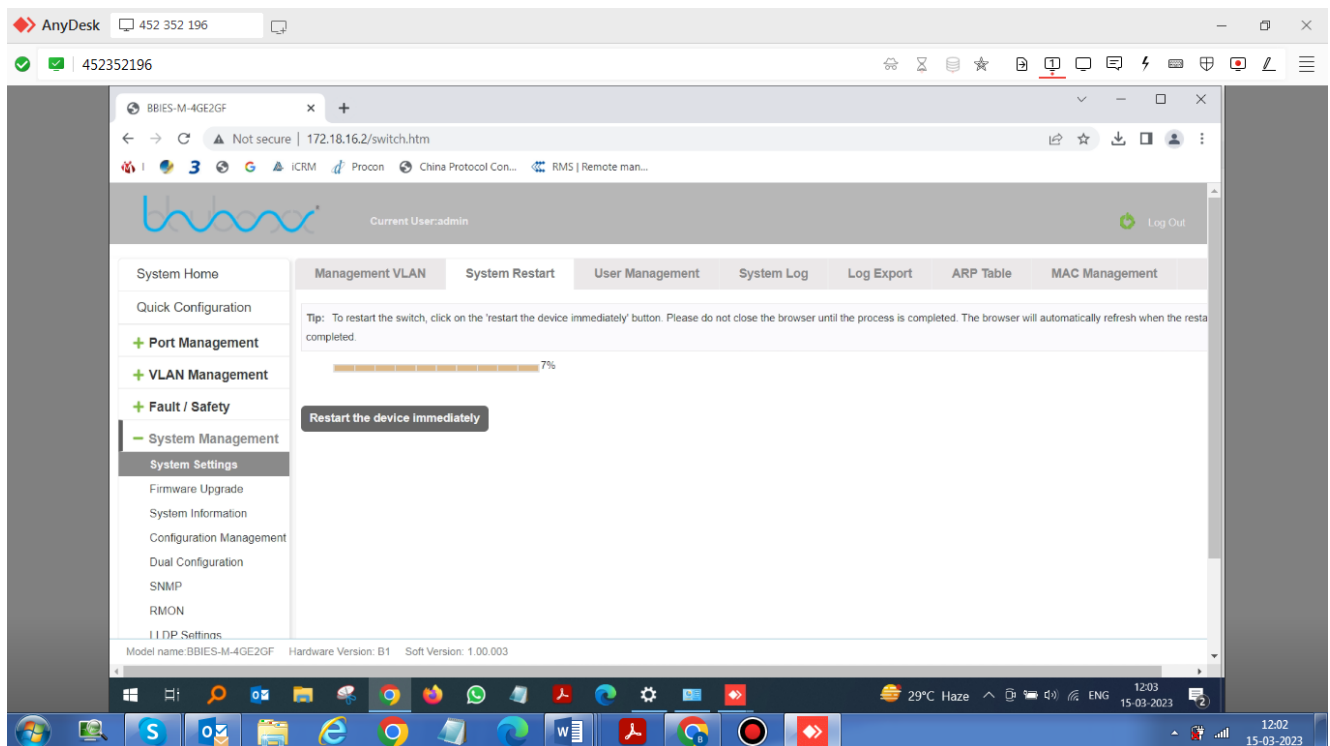 AnyDesk 452 352 196
452352196
BBIES-M-4GE2GF
Not secure | 172.18.16.2/switch.htm
iCRM Procon China Protocol Con... RMS | Remote man...
Current User:admin Log Out
System Home
Management VLAN System Restart User Management System Log Log Export ARP Table MAC Management
Quick Configuration
Tip: To restart the switch, click on the 'restart the device immediately' button. Please do not close the browser until the process is completed. The browser will automatically refresh when the resta
completed.
+ Port Management
7%
+ VLAN Management
+ Fault / Safety
Restart the device immediately
− System Management
System Settings
Firmware Upgrade
System Information
Configuration Management
Dual Configuration
SNMP
RMON
LLDP Settings
Model name:BBIES-M-4GE2GF Hardware Version: B1 Soft Version: 1.00.003
29°C Haze ENG 12:03
15-03-2023
12:02
15-03-2023